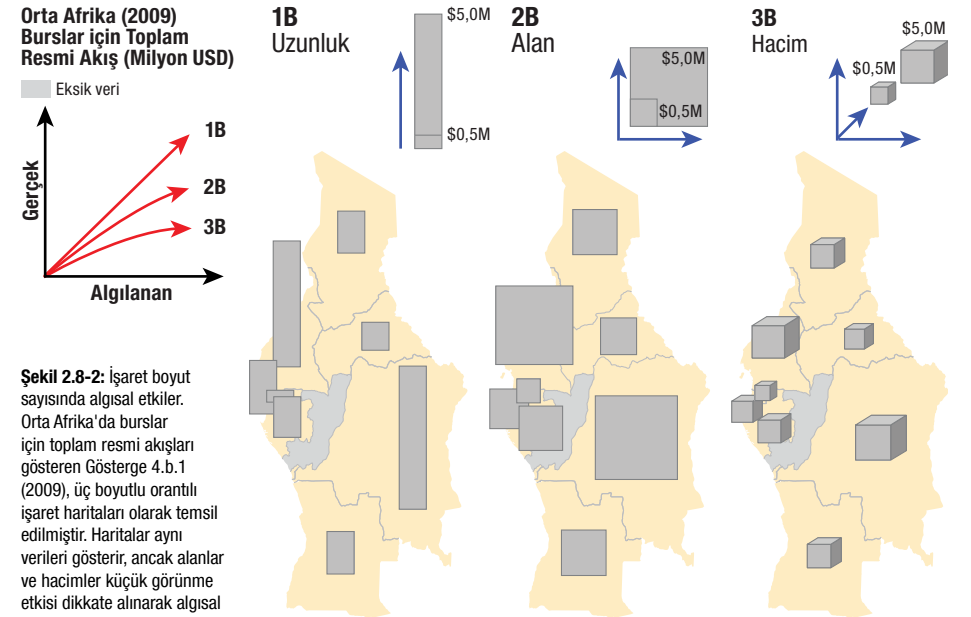 Orta Afrika (2009)
Burslar için Toplam
Resmi Akış (Milyon USD)
Eksik veri
Gerçek
1B
2B
3B
Algılanan
Şekil 2.8-2: İşaret boyut
sayısında algısal etkiler.
Orta Afrika'da burslar
için toplam resmi akışları
gösteren Gösterge 4.b.1
(2009), üç boyutlu orantılı
işaret haritaları olarak temsil
edilmiştir. Haritalar aynı
verileri gösterir, ancak alanlar
ve hacimler küçük görünme
etkisi dikkate alınarak algısal
1B
Uzunluk
$5,0M
$0,5M
2B
Alan
$5,0M
$0,5M
3B
Hacim
$5,0M
$0,5M